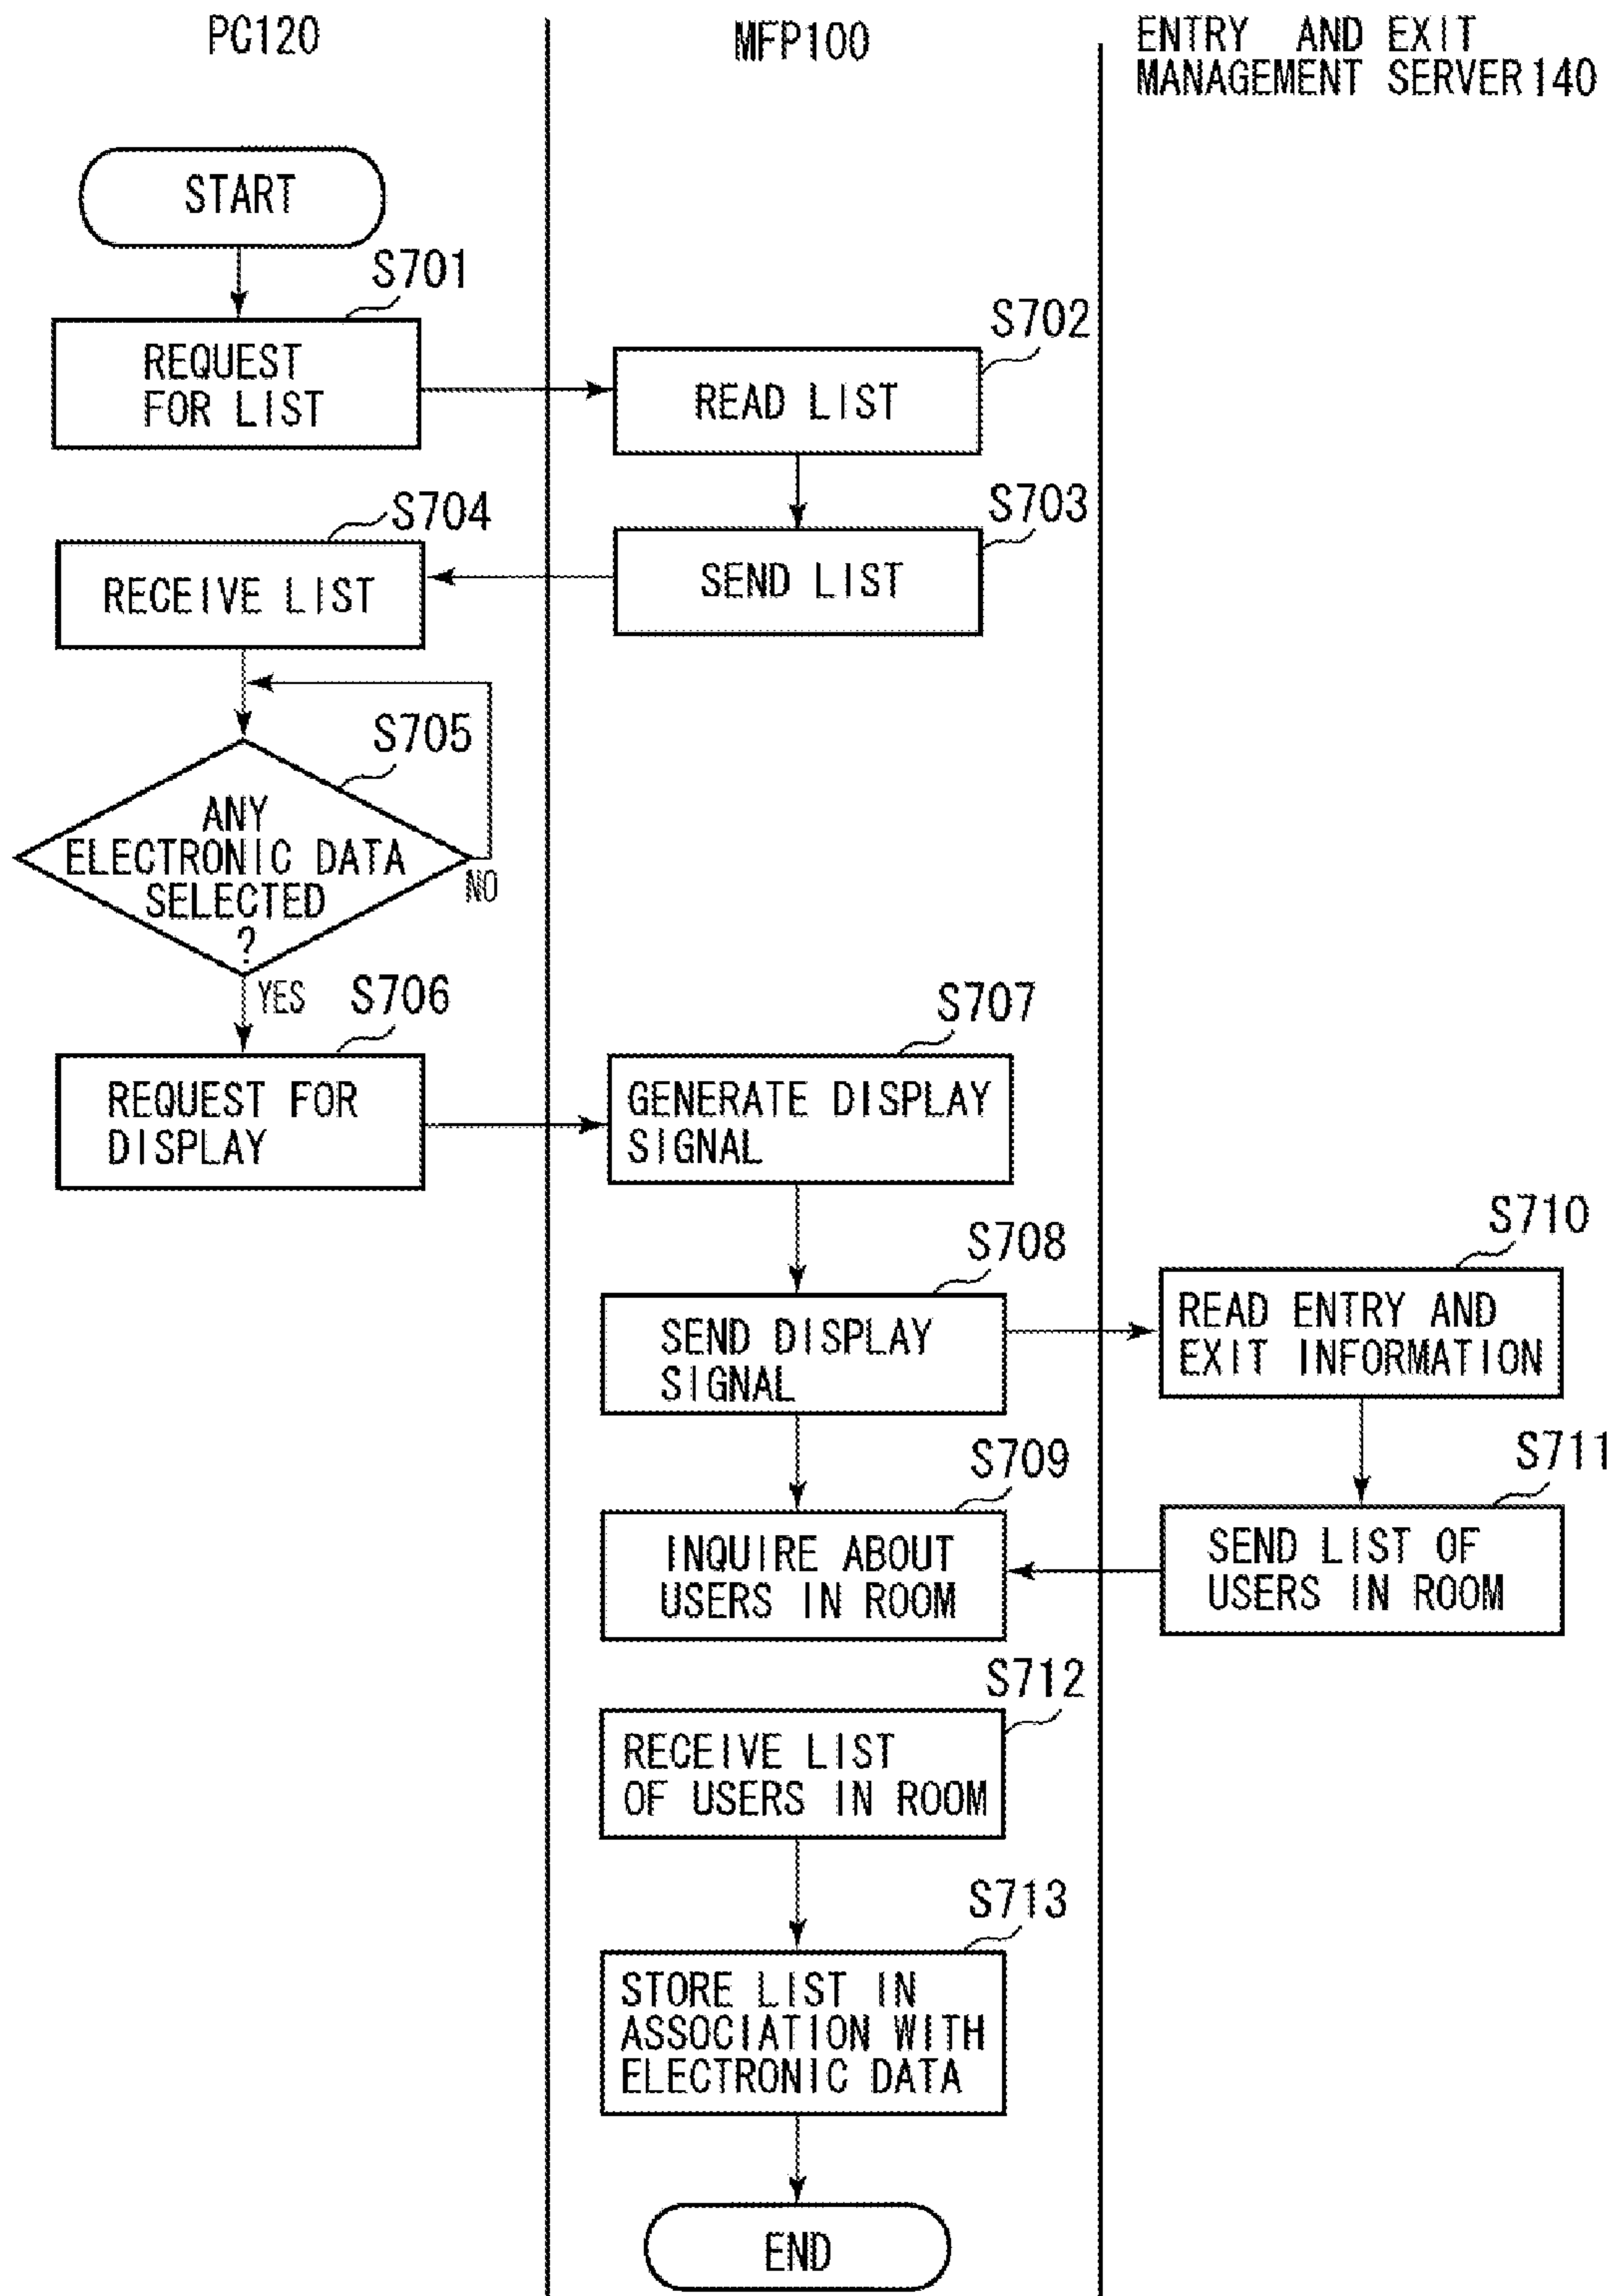 PC120
MFP100
ENTRY AND EXIT
MANAGEMENT SERVER140
START
S701
REQUEST
FOR LIST
S702
READ LIST
S703
SEND LIST
S704
RECEIVE LIST
S705
ANY
ELECTRONIC DATA
SELECTED
?
NO
YES
S706
REQUEST FOR
DISPLAY
S707
GENERATE DISPLAY
SIGNAL
S708
SEND DISPLAY
SIGNAL
S710
READ ENTRY AND
EXIT INFORMATION
S709
INQUIRE ABOUT
USERS IN ROOM
S711
SEND LIST OF
USERS IN ROOM
S712
RECEIVE LIST
OF USERS IN ROOM
S713
STORE LIST IN
ASSOCIATION WITH
ELECTRONIC DATA
END